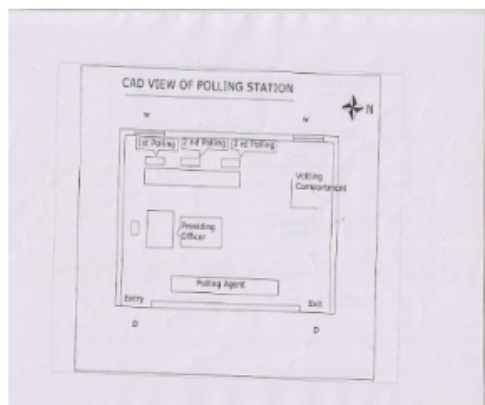 CAD VIEW OF POLLING STATION
N
W
W
1st Polling
2 nd Polling
3 rd Polling
Voting
Compartment
Presiding
Officer
Polling Agent
Entry
Exit
D
D